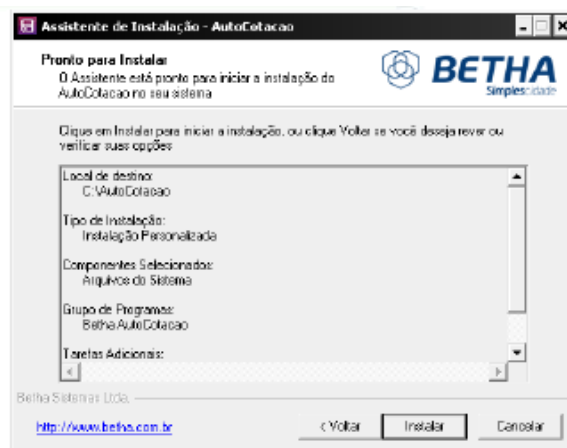 Assistente de Instalação - AutoCotacao
Pronto para Instalar
O Assistente está pronto para iniciar a instalação do
AutoCotacao no seu sistema
BETHA
Simplescidade
Clique em Instalar para iniciar a instalação, ou clique Voltar se você deseja rever ou
verificar suas opções
Local de destino:
C:\AutoCotacao
Tipo de Instalação:
Instalação Personalizada
Componentes Selecionados:
Arquivos do Sistema
Grupo de Programas:
Betha AutoCotacao
Tarefas Adicionais:
Betha Sistemas Ltda.
http://www.betha.com.br
< Voltar
Instalar
Cancelar